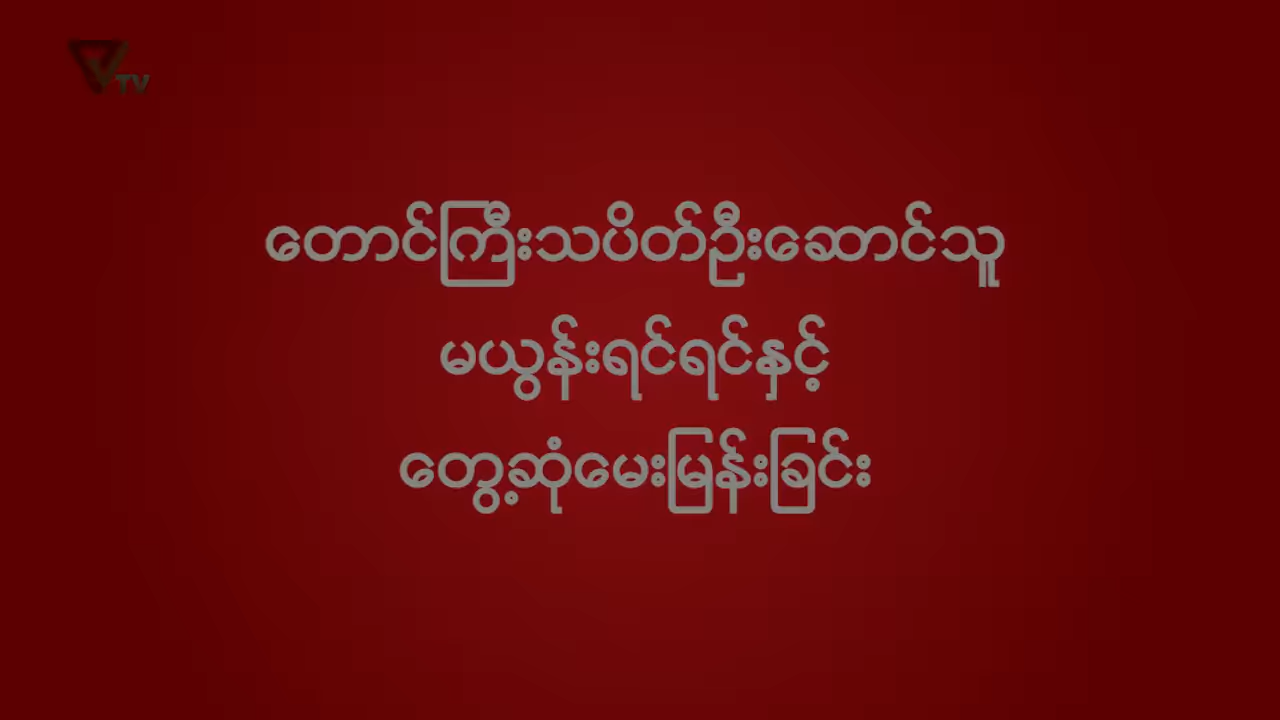 TV
တောင်ကြီးသပိတ်ဦးဆောင်သူ
မယွန်းရင်ရင်နှင့်
တွေ့ဆုံမေးမြန်းခြင်း